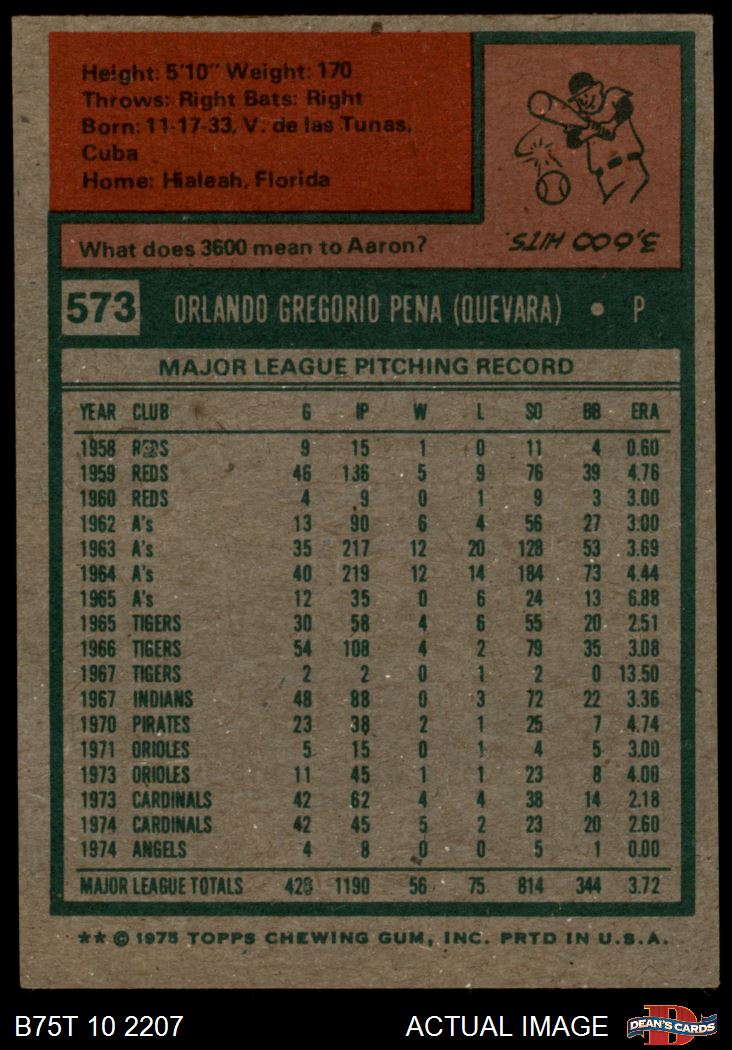 Height: 5'10" Weight: 170
Throws: Right Bats: Right
Born: 11-17-33, V. de las Tunas,
Cuba
Home: Hialeah, Florida
What does 3600 mean to Aaron?
3,600 HITS.
573 ORLANDO GREGORIO PENA (QUEVARA) • P
MAJOR LEAGUE PITCHING RECORD
YEAR CLUB G IP W L SO BB ERA
1958 REDS 9 15 1 0 11 4 0.60
1959 REDS 46 136 5 9 76 39 4.76
1960 REDS 4 9 0 1 9 3 3.00
1962 A's 13 90 6 4 56 27 3.00
1963 A's 35 217 12 20 128 53 3.69
1964 A's 40 219 12 14 184 73 4.44
1965 A's 12 35 0 6 24 13 6.88
1965 TIGERS 30 58 4 6 55 20 2.51
1966 TIGERS 54 108 4 2 79 35 3.08
1967 TIGERS 2 2 0 1 2 0 13.50
1967 INDIANS 48 88 0 3 72 22 3.36
1970 PIRATES 23 38 2 1 25 7 4.74
1971 ORIOLES 5 15 0 1 4 5 3.00
1973 ORIOLES 11 45 1 1 23 8 4.00
1973 CARDINALS 42 62 4 4 38 14 2.18
1974 CARDINALS 42 45 5 2 23 20 2.60
1974 ANGELS 4 8 0 0 5 1 0.00
MAJOR LEAGUE TOTALS 420 1190 56 75 814 344 3.72
** © 1975 TOPPS CHEWING GUM, INC. PRTD IN U.S.A.
B75T 10 2207 ACTUAL IMAGE DEAN'S CARDS